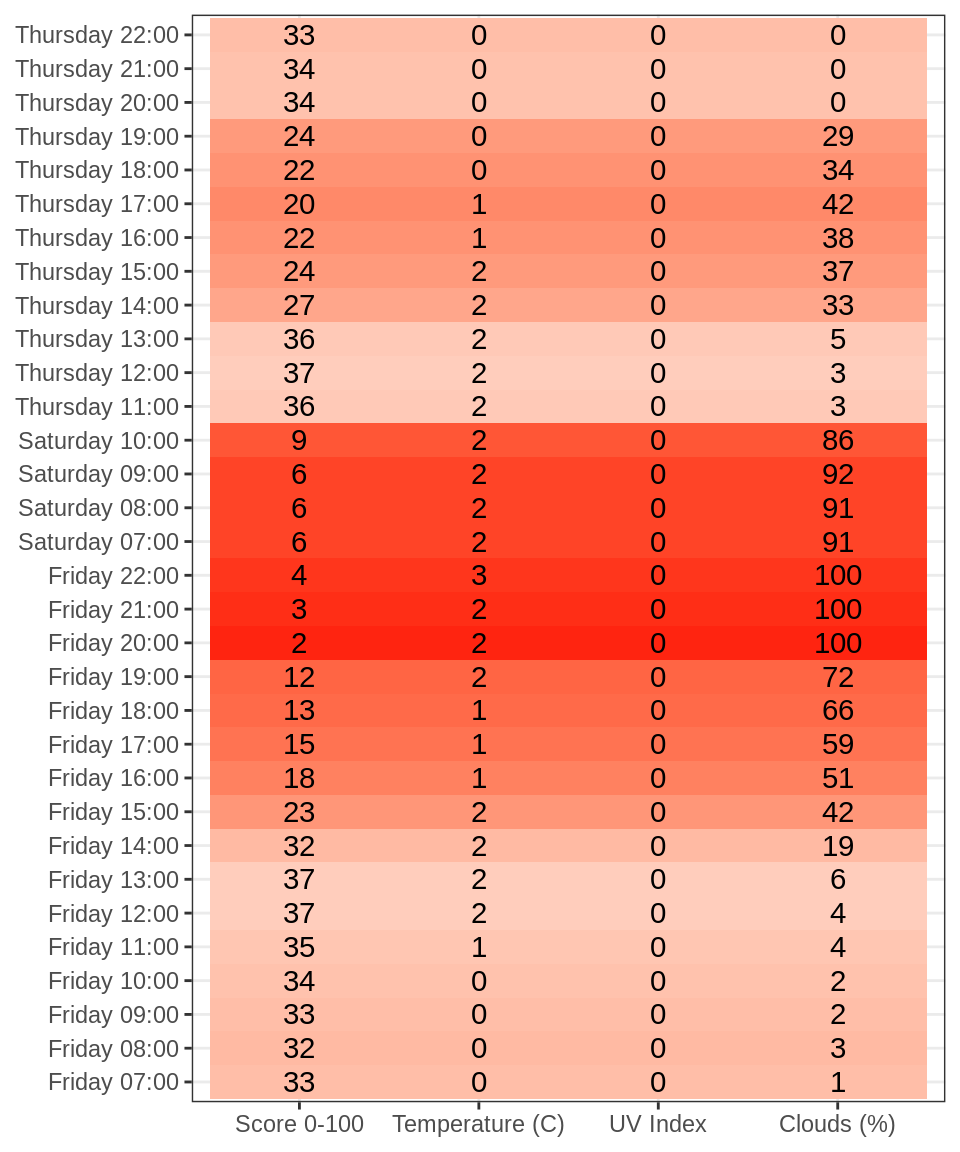 Thursday 22:00 33 0 0 0
Thursday 21:00 34 0 0 0
Thursday 20:00 34 0 0 0
Thursday 19:00 24 0 0 29
Thursday 18:00 22 0 0 34
Thursday 17:00 20 1 0 42
Thursday 16:00 22 1 0 38
Thursday 15:00 24 2 0 37
Thursday 14:00 27 2 0 33
Thursday 13:00 36 2 0 5
Thursday 12:00 37 2 0 3
Thursday 11:00 36 2 0 3
Saturday 10:00 9 2 0 86
Saturday 09:00 6 2 0 92
Saturday 08:00 6 2 0 91
Saturday 07:00 6 2 0 91
Friday 22:00 4 3 0 100
Friday 21:00 3 2 0 100
Friday 20:00 2 2 0 100
Friday 19:00 12 2 0 72
Friday 18:00 13 1 0 66
Friday 17:00 15 1 0 59
Friday 16:00 18 1 0 51
Friday 15:00 23 2 0 42
Friday 14:00 32 2 0 19
Friday 13:00 37 2 0 6
Friday 12:00 37 2 0 4
Friday 11:00 35 1 0 4
Friday 10:00 34 0 0 2
Friday 09:00 33 0 0 2
Friday 08:00 32 0 0 3
Friday 07:00 33 0 0 1
Score 0-100 Temperature (C) UV Index Clouds (%)